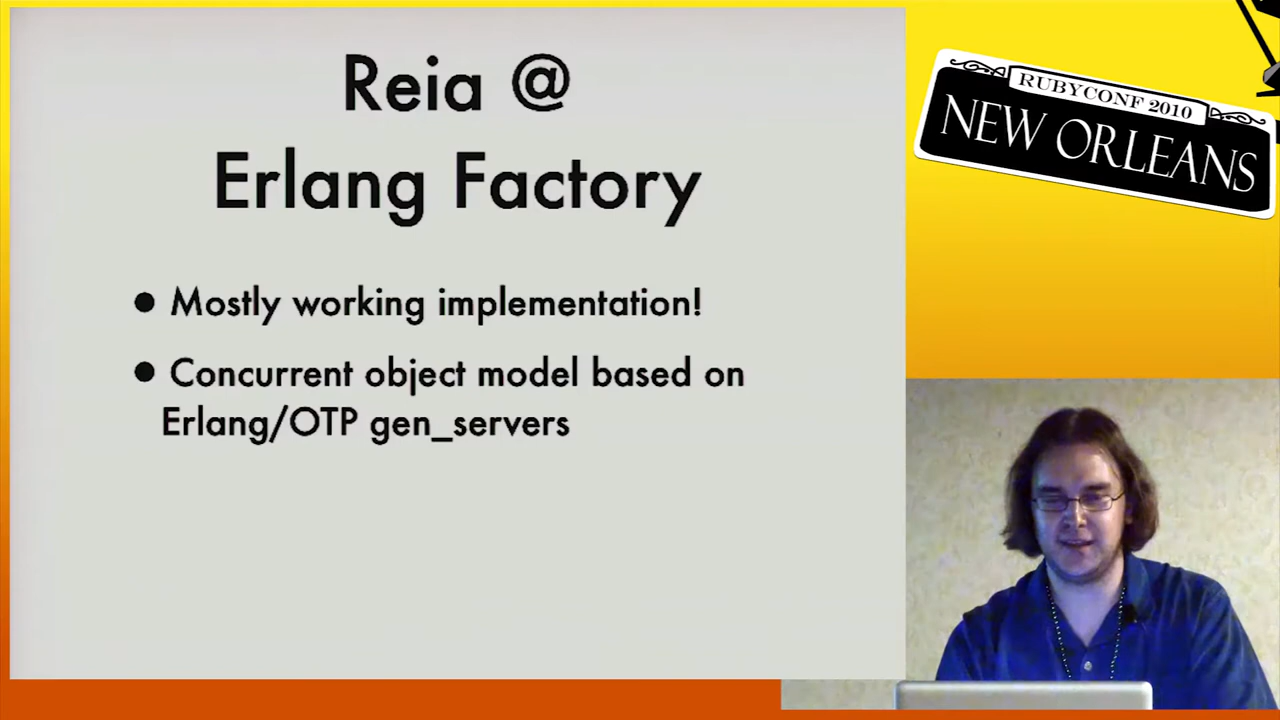 Reia @
Erlang Factory
• Mostly working implementation!
• Concurrent object model based on
Erlang/OTP gen_servers
RUBYCONF 2010
NEW ORLEANS